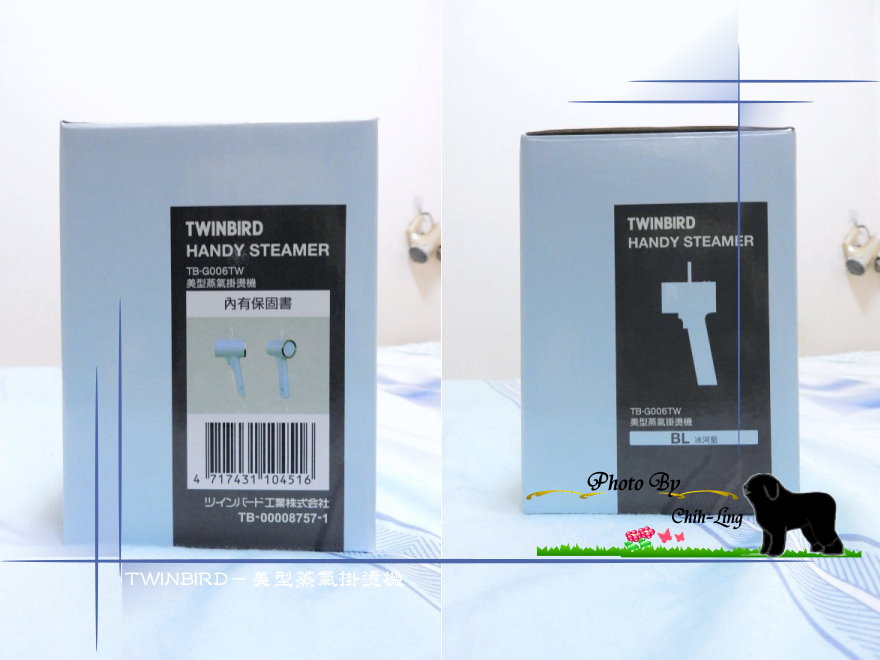 TWINBIRD
HANDY STEAMER
TB-G006TW
美型蒸氣掛燙機
內有保固書
4 717431 104516
ツインバード工業株式会社
TB-00008757-1
TWINBIRD－美型蒸氣掛燙機
TWINBIRD
HANDY STEAMER
TB-G006TW
美型蒸氣掛燙機
BL 冰河藍
Photo By
Chih-Ling